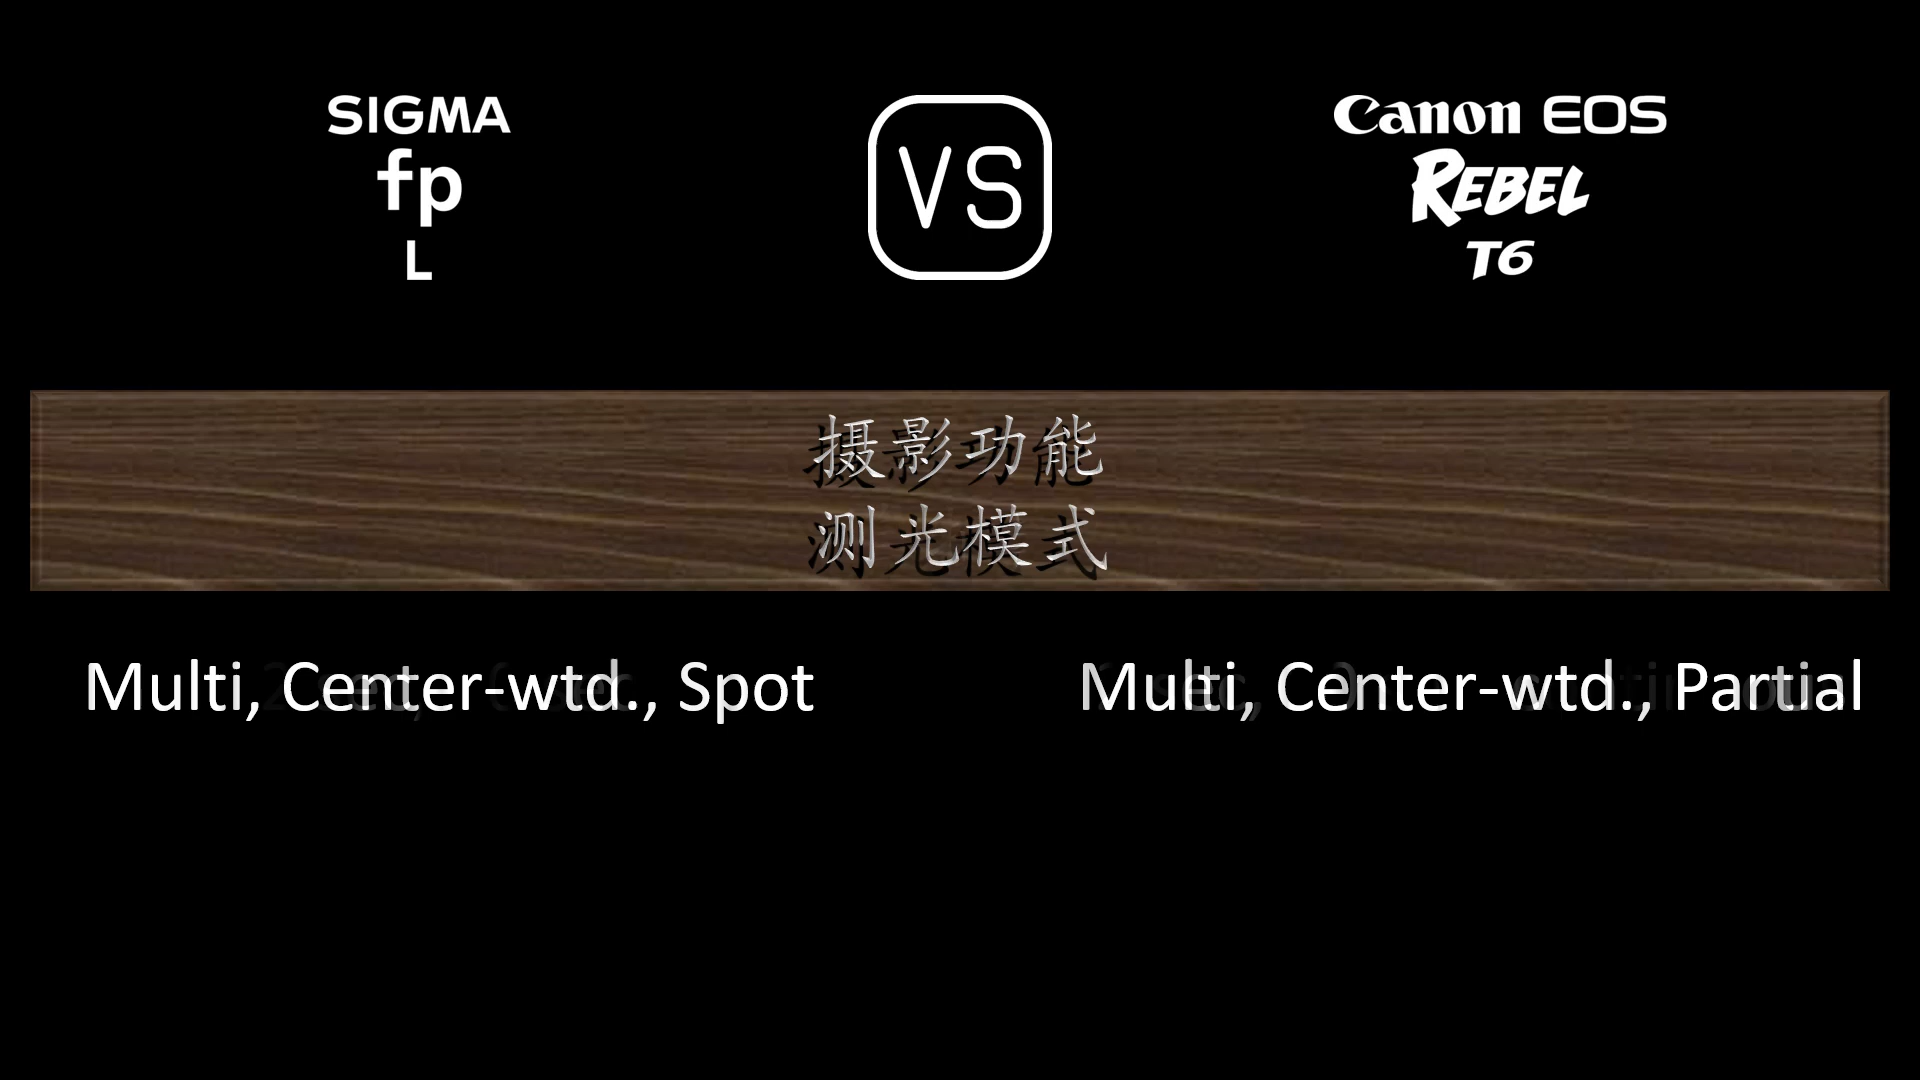 SIGMA
fp
L
VS
Canon EOS
REBEL
T6
摄影功能
测光模式
Multi, Center-wtd., Spot
Multi, Center-wtd., Partial